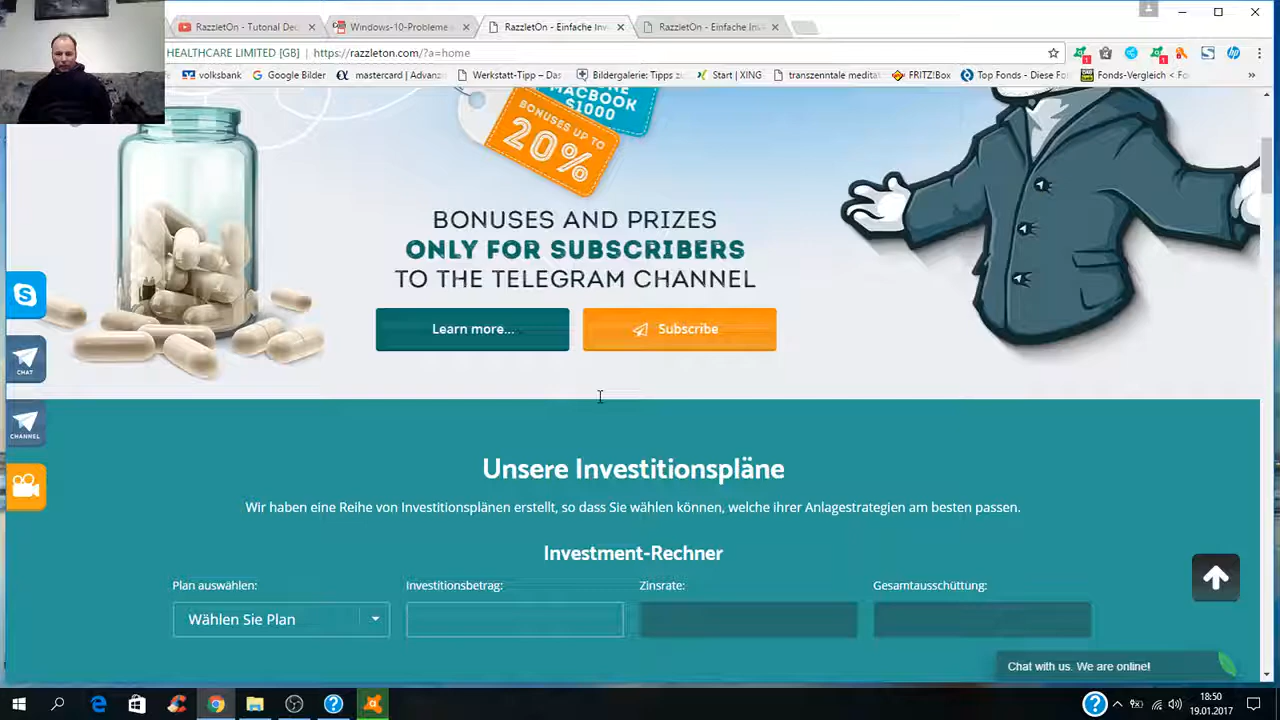 RazzletOn - Tutorial De
Windows-10-Probleme
RazzletOn - Einfache Inv
RazzletOn - Einfache Inv
HEALTHCARE LIMITED [GB] https://razzleton.com/?a=home
volksbank
Google Bilder
mastercard | Advanz
Werkstatt-Tipp – Das
Bildergalerie: Tipps zu
Start | XING
transzendentale meditat
FRITZ!Box
Top Fonds - Diese Fo
Fonds-Vergleich < Fo
MACBOOK
$1000
BONUSES UP TO
20%
BONUSES AND PRIZES
ONLY FOR SUBSCRIBERS
TO THE TELEGRAM CHANNEL
Learn more...
Subscribe
CHAT
CHANNEL
Unsere Investitionspläne
Wir haben eine Reihe von Investitionsplänen erstellt, so dass Sie wählen können, welche ihrer Anlagestrategien am besten passen.
Investment-Rechner
Plan auswählen:
Investitionsbetrag:
Zinsrate:
Gesamtausschüttung:
Wählen Sie Plan
Chat with us. We are online!
18:50
19.01.2017